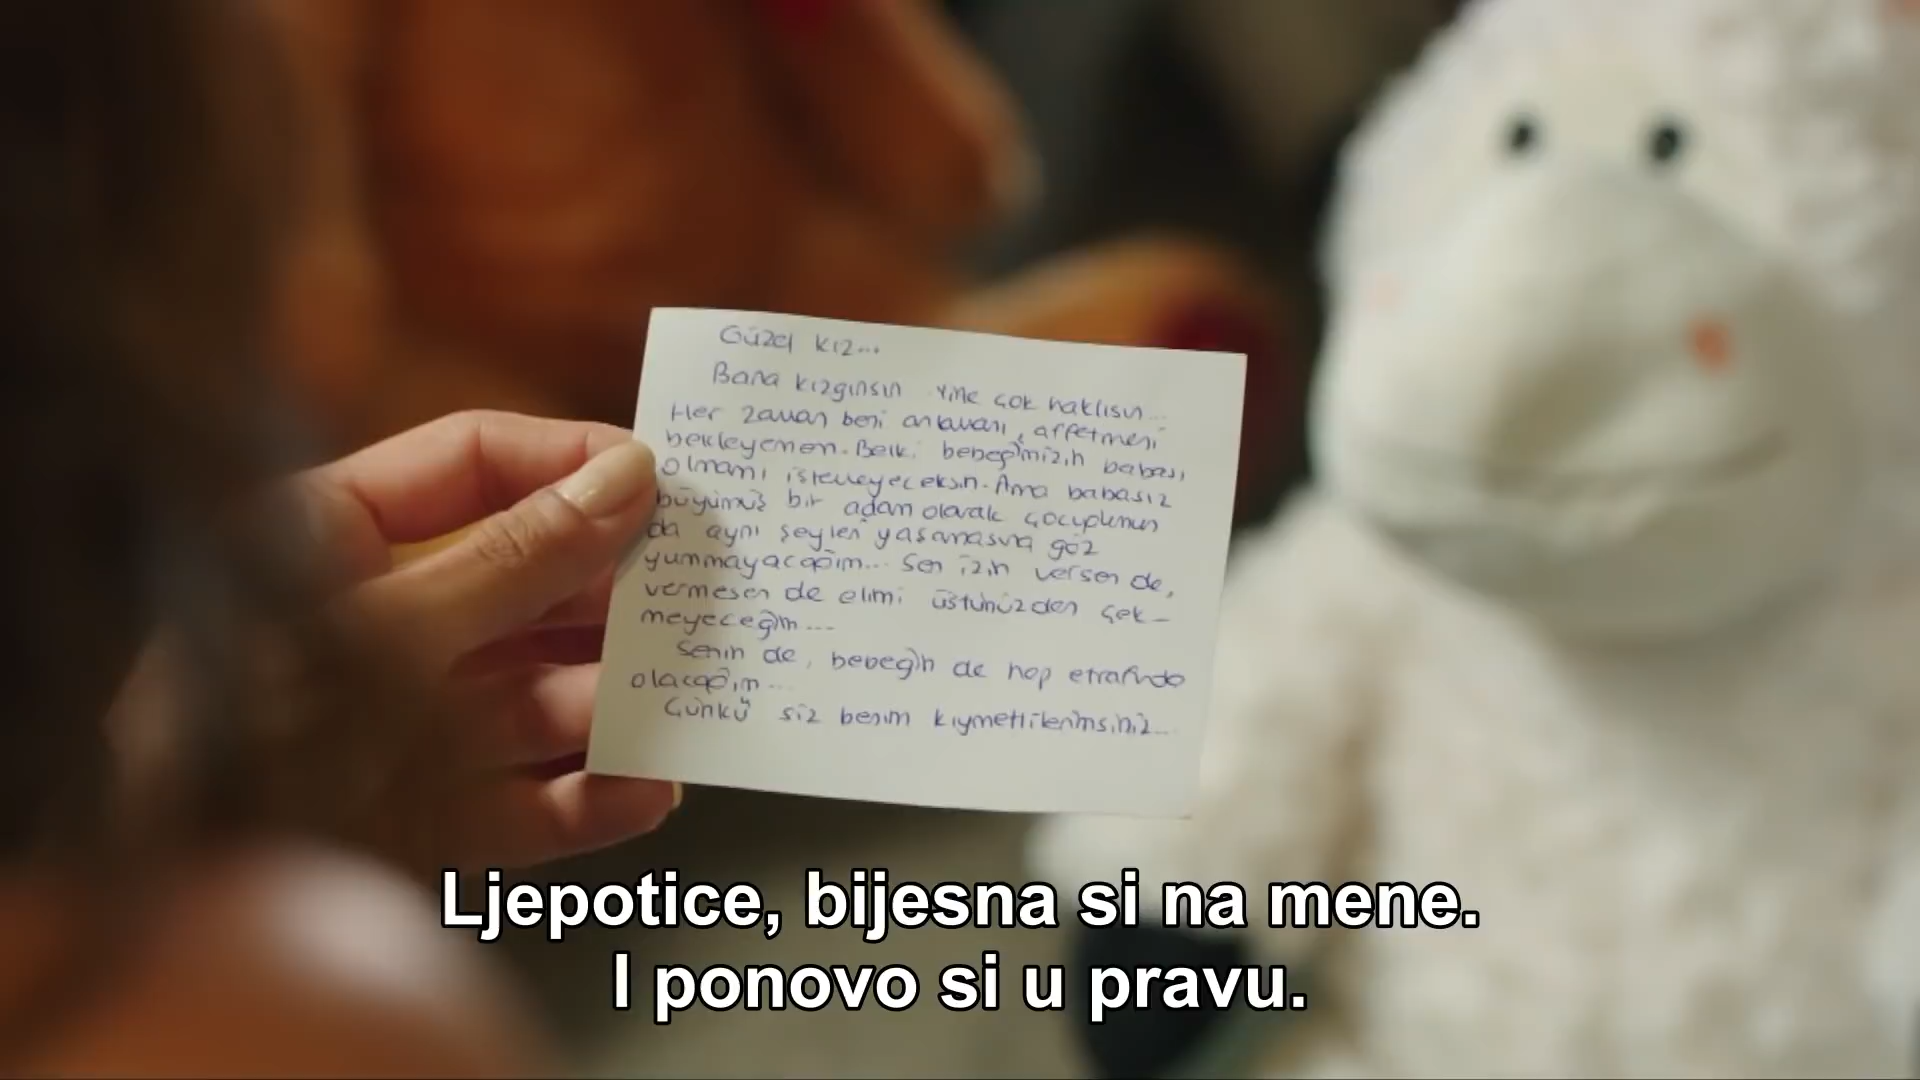 Güzel kız...
Bana kızgınsın yine çok haklısın...
Her zaman beni anlamanı, affetmeni
bekleyemem. Belki bebeğimizin babası
olmamı istemeyeceksin. Ama babasız
büyümüş bir adam olarak çocuğumun
da aynı şeyleri yaşamasına göz
yummayacağım... Sen izin versen de,
vermesen de elimi üstünüzden çek-
meyeceğim...
Senin de, bebeğin de hep etrafında
olacağım...
Çünkü siz benim kıymetlilerimsiniz...
Ljepotice, bijesna si na mene.
I ponovo si u pravu.